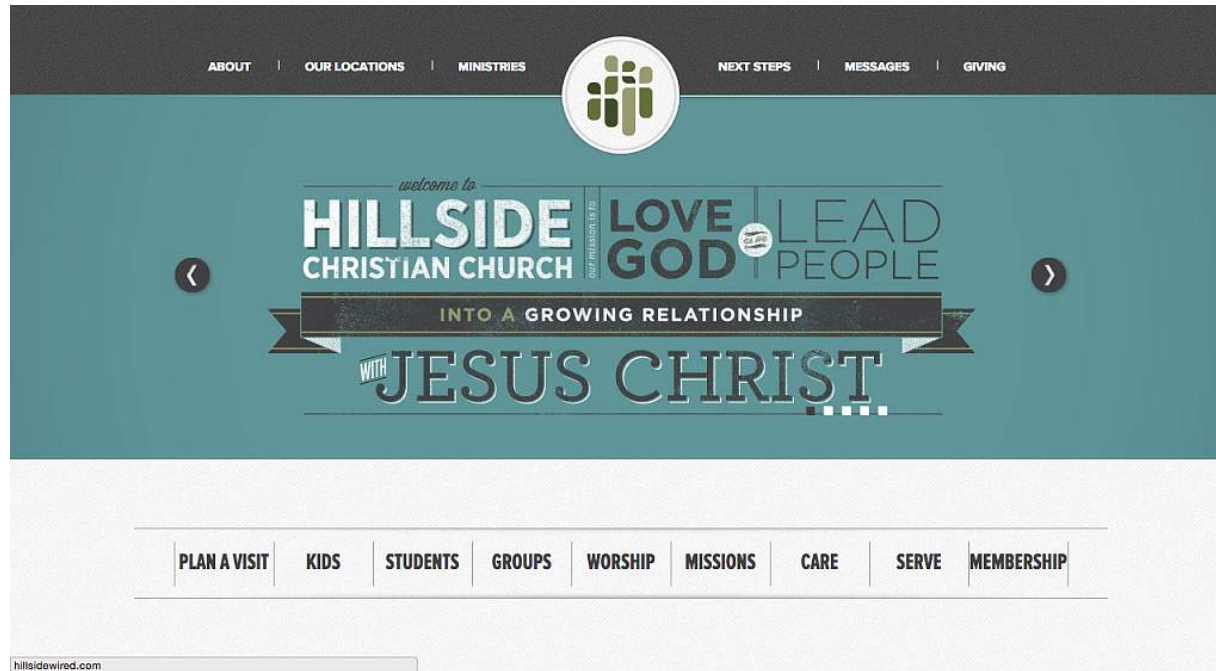 ABOUT | OUR LOCATIONS | MINISTRIES NEXT STEPS | MESSAGES | GIVING
welcome to
HILLSIDE
CHRISTIAN CHURCH
our mission is to
LOVE
GOD
as we
LEAD
PEOPLE
INTO A GROWING RELATIONSHIP
WITH JESUS CHRIST
PLAN A VISIT KIDS STUDENTS GROUPS WORSHIP MISSIONS CARE SERVE MEMBERSHIP
hillsidewired.com